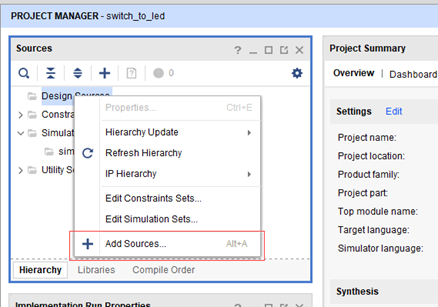 PROJECT MANAGER - switch_to_led
Sources
0
Design Sources
Constra
Simulat
sim
Utility S
Properties... Ctrl+E
Hierarchy Update
Refresh Hierarchy
IP Hierarchy
Edit Constraints Sets...
Edit Simulation Sets...
Add Sources... Alt+A
Hierarchy Libraries Compile Order
Implementation Run Properties
Project Summary
Overview Dashboard
Settings Edit
Project name:
Project location:
Product family:
Project part:
Top module name:
Target language:
Simulator language:
Synthesis